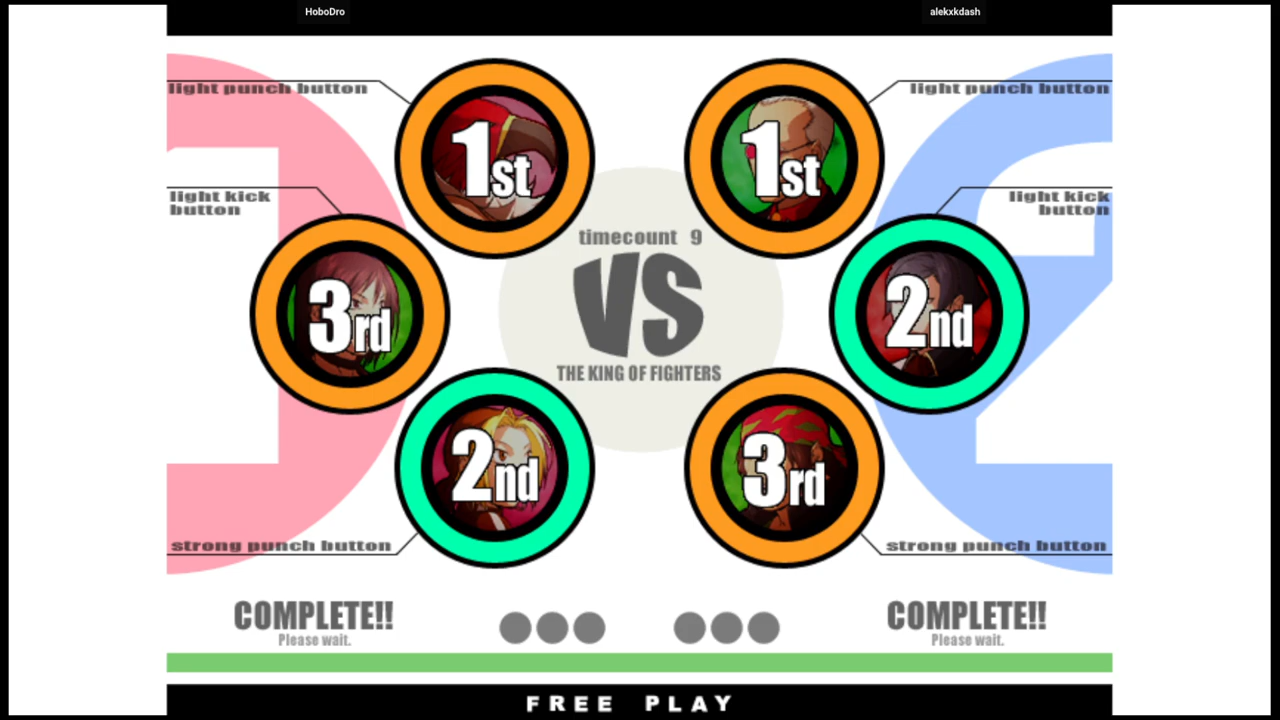 HoboDro
alekxkdash
light punch button
light punch button
1st
1st
light kick
button
light kick
button
timecount 9
VS
THE KING OF FIGHTERS
3rd
2nd
2nd
3rd
strong punch button
strong punch button
COMPLETE!!
Please wait.
COMPLETE!!
Please wait.
FREE PLAY